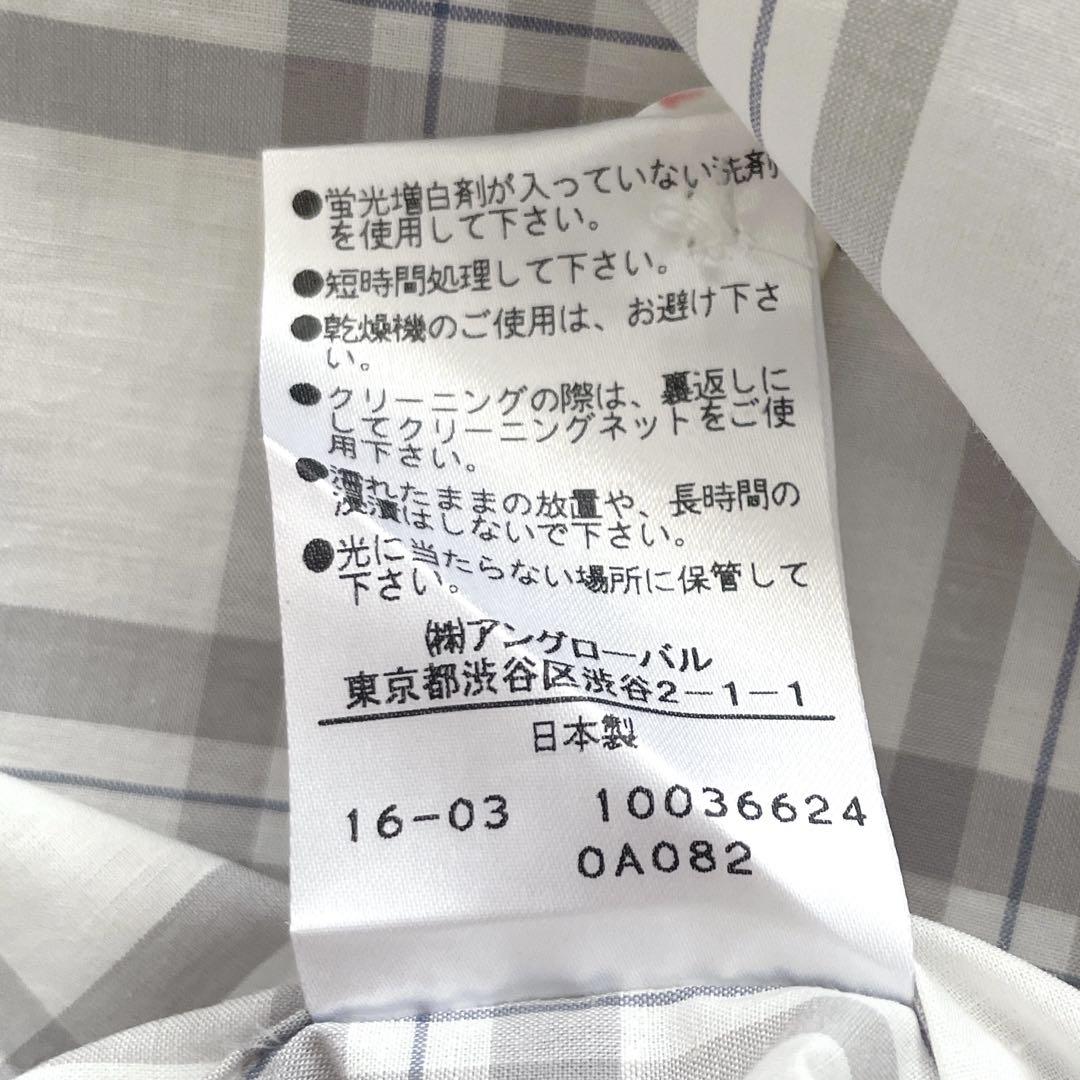 ●蛍光増白剤が入っていない洗剤
を使用して下さい。
●短時間処理して下さい。
●乾燥機のご使用は、お避け下さ
い。
●クリーニングの際は、裏返しに
してクリーニングネットをご使
用下さい。
●濡れたままの放置や、長時間の
浸漬はしないで下さい。
●光に当たらない場所に保管して
下さい。
㈱アングローバル
東京都渋谷区渋谷2-1-1
日本製
16-03 10036624
0A082